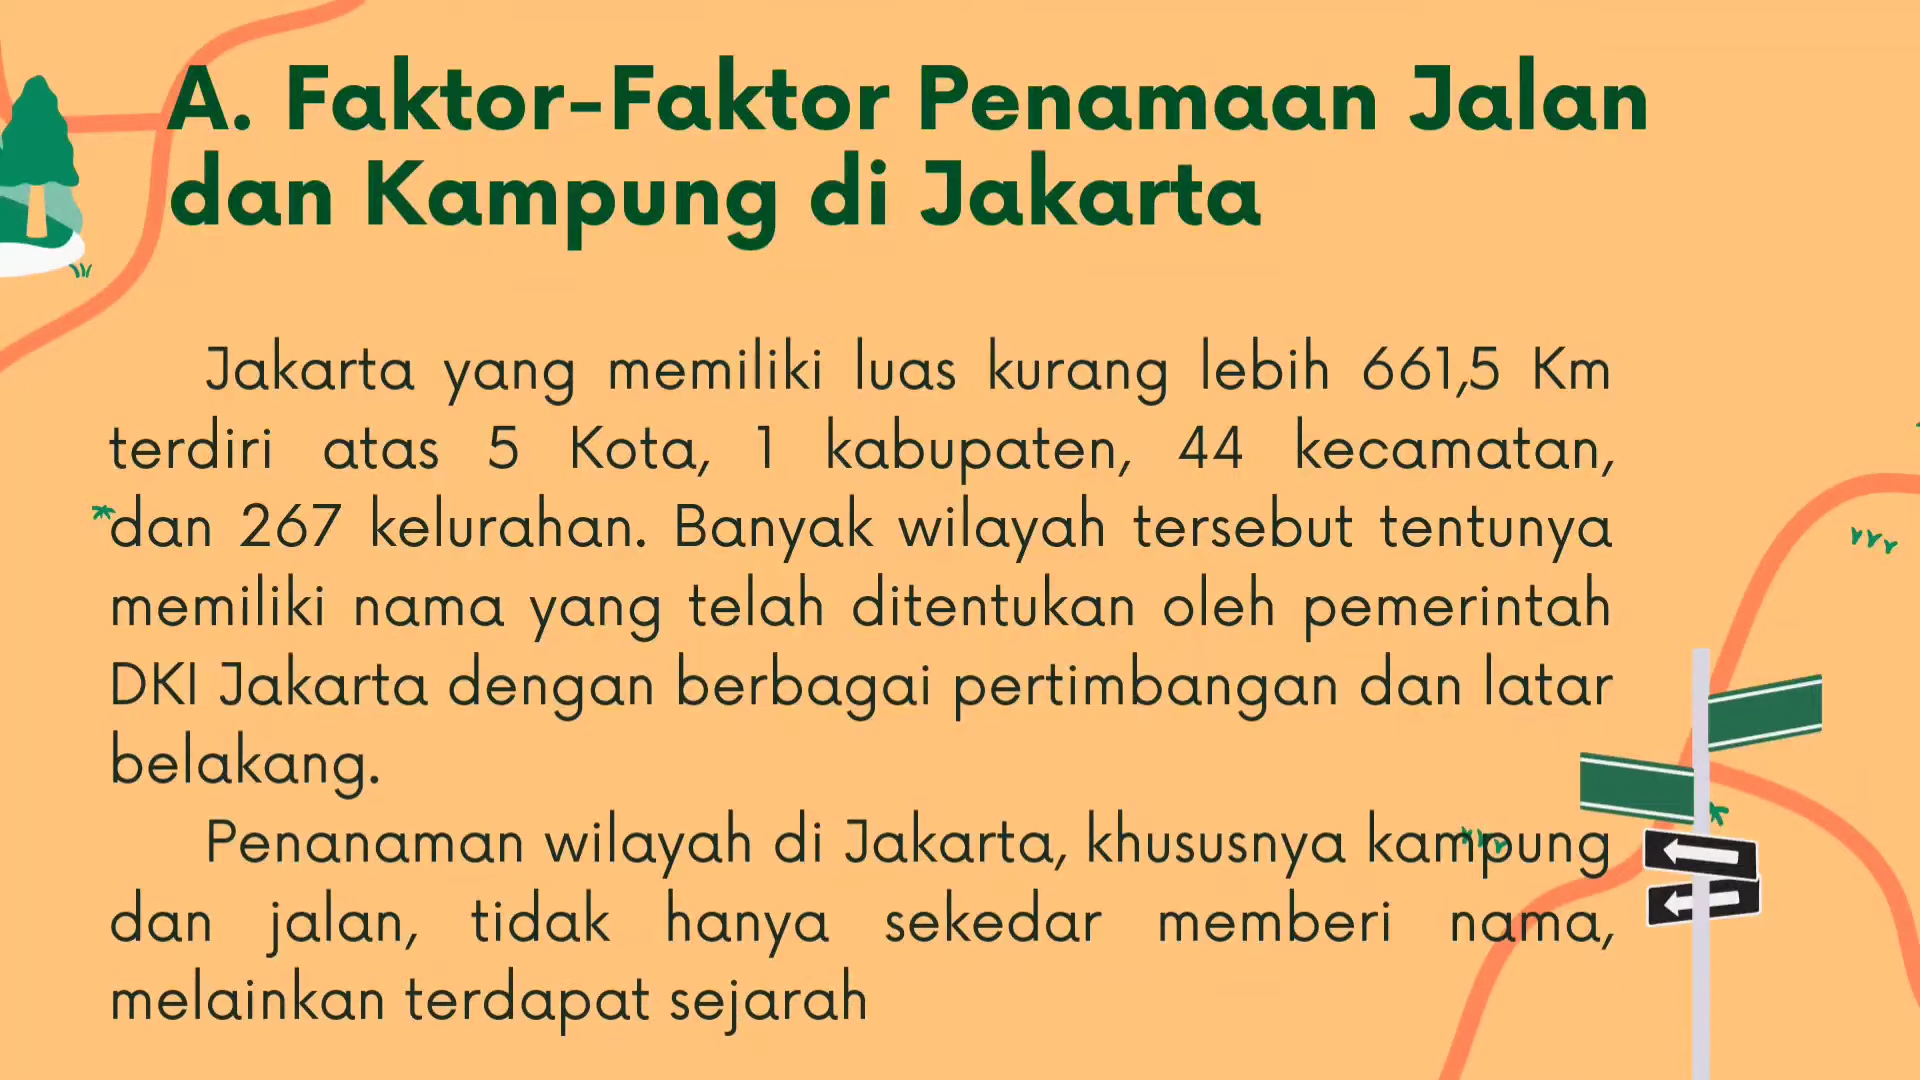 A. Faktor-Faktor Penamaan Jalan
dan Kampung di Jakarta
Jakarta yang memiliki luas kurang lebih 661,5 Km
terdiri atas 5 Kota, 1 kabupaten, 44 kecamatan,
dan 267 kelurahan. Banyak wilayah tersebut tentunya
memiliki nama yang telah ditentukan oleh pemerintah
DKI Jakarta dengan berbagai pertimbangan dan latar
belakang.
Penanaman wilayah di Jakarta, khususnya kampung
dan jalan, tidak hanya sekedar memberi nama,
melainkan terdapat sejarah